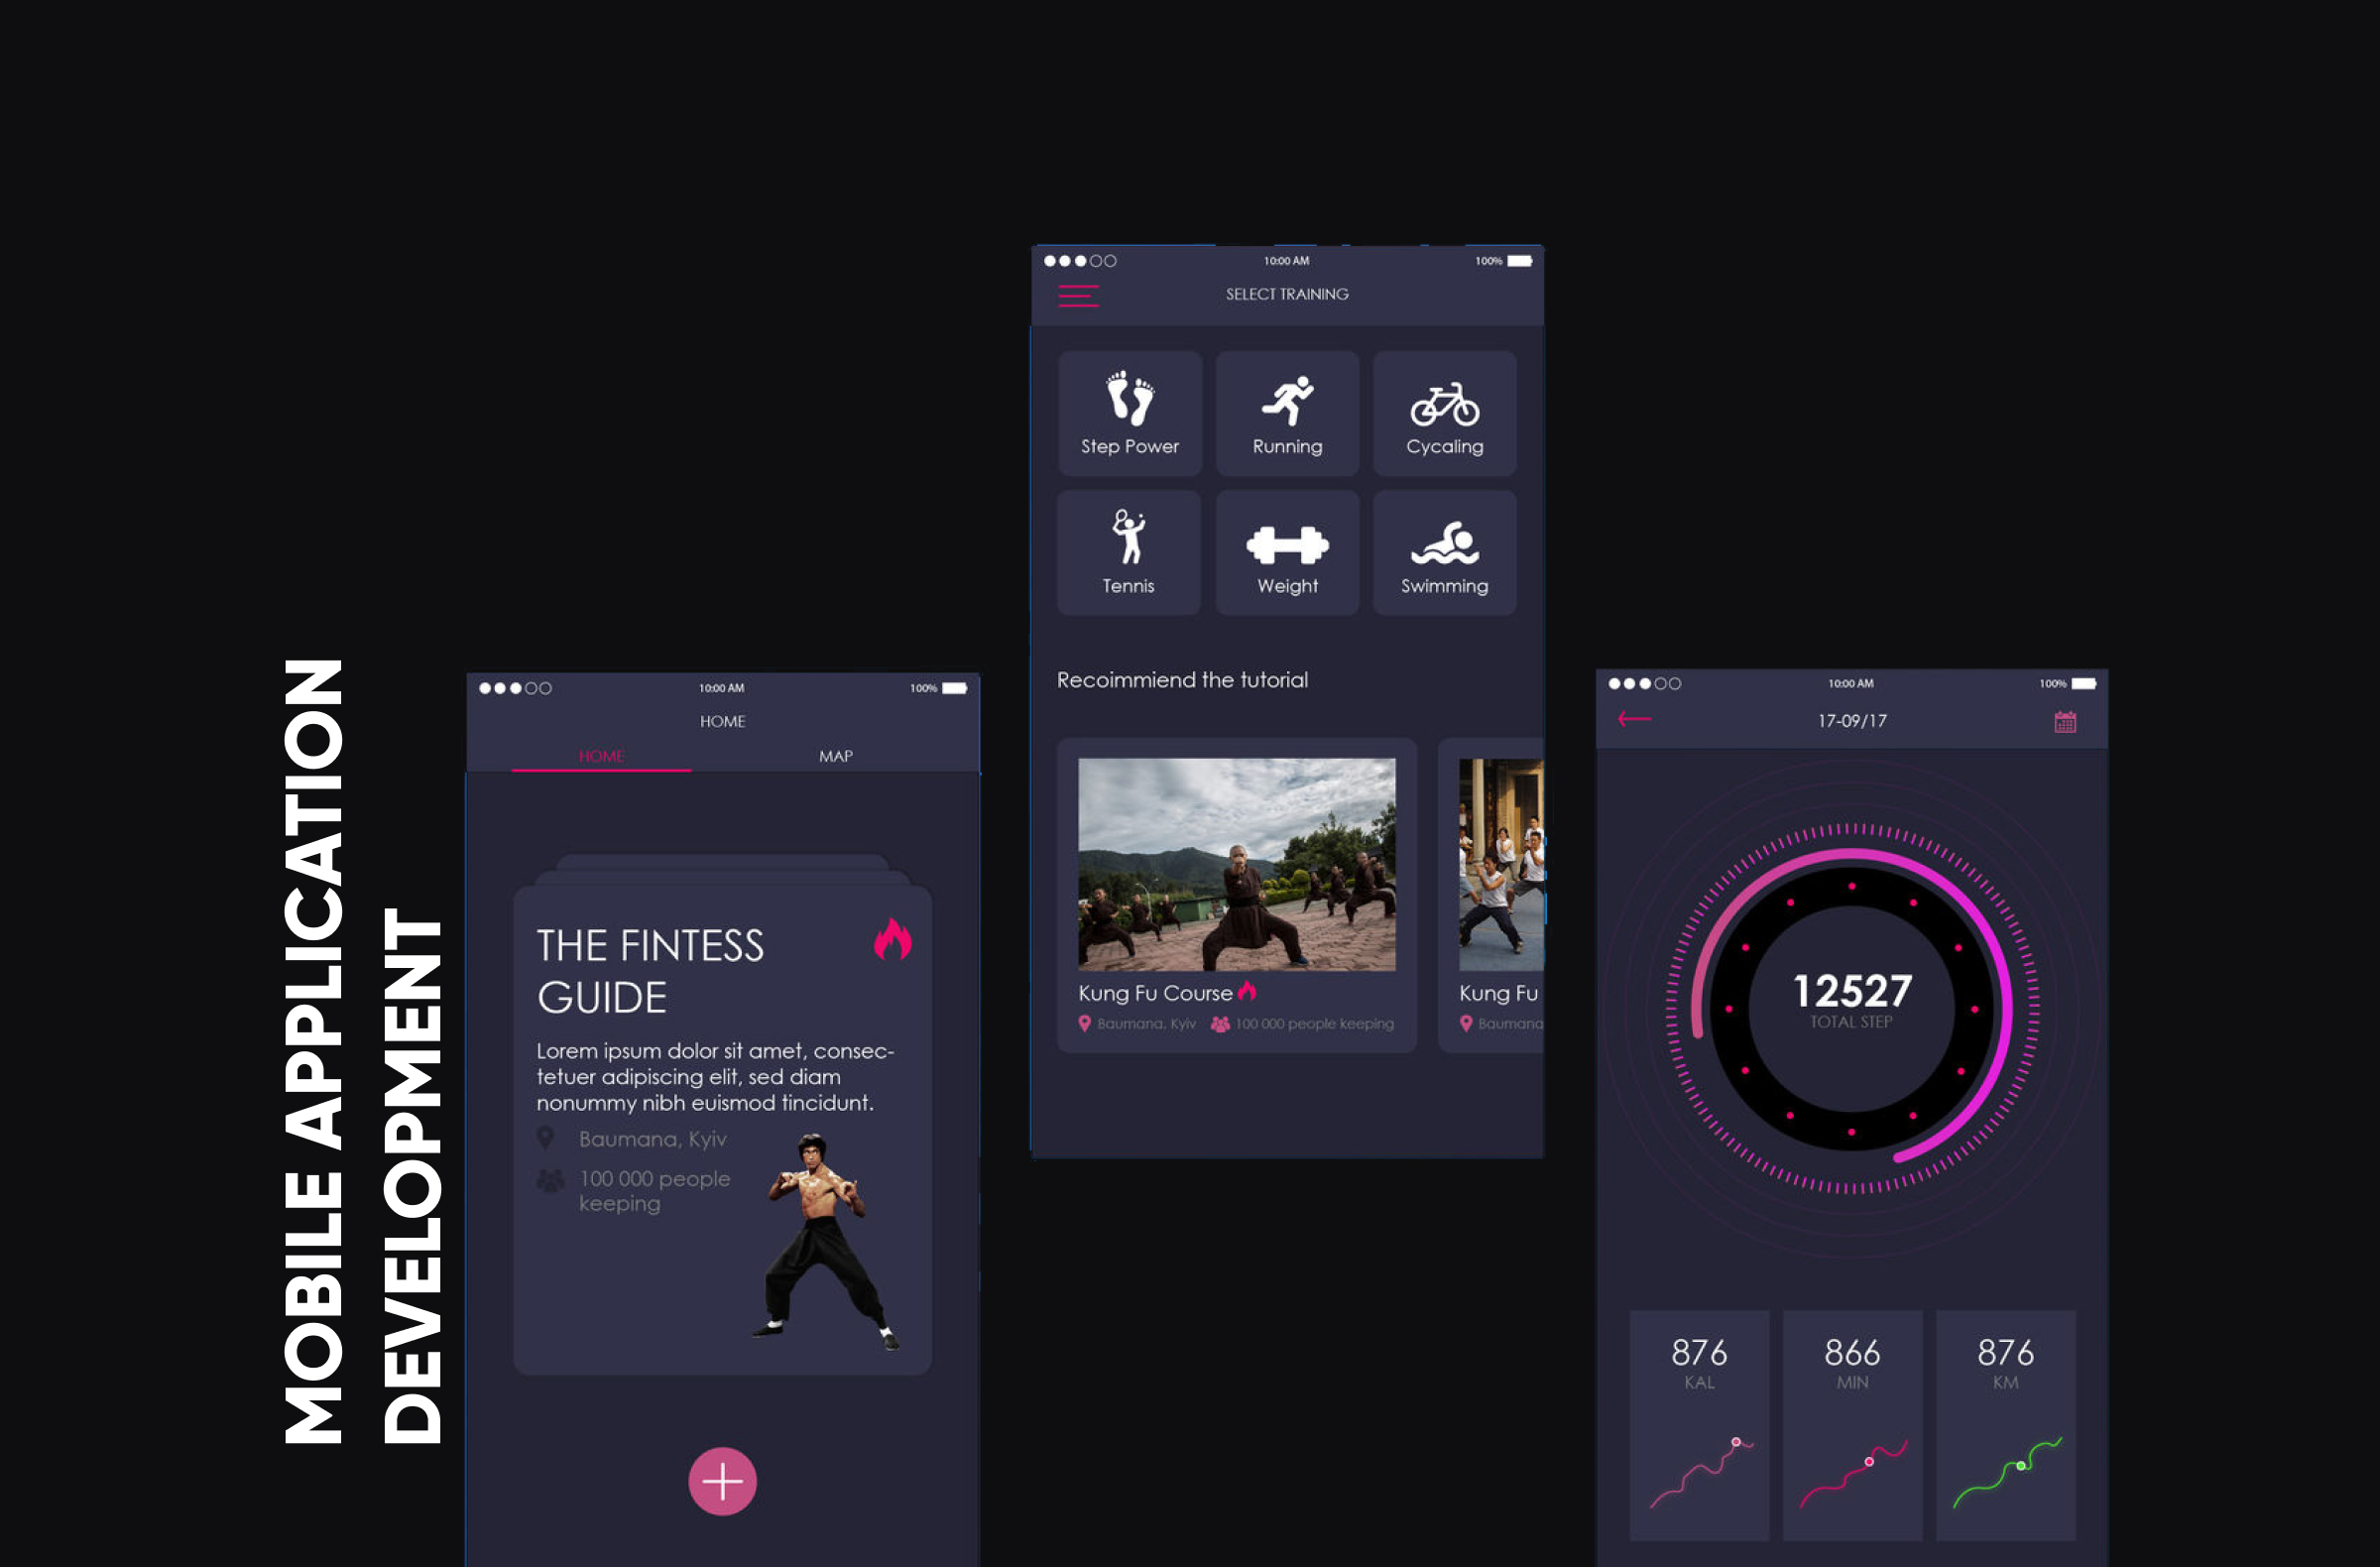 MOBILE APPLICATION
DEVELOPMENT
10:00 AM
100%
HOME
HOME
MAP
THE FINTESS
GUIDE
Lorem ipsum dolor sit amet, consec-
tetuer adipiscing elit, sed diam
nonummy nibh euismod tincidunt.
Baumana, Kyiv
100 000 people
keeping
10:00 AM
100%
SELECT TRAINING
Step Power
Running
Cycaling
Tennis
Weight
Swimming
Recoimmiend the tutorial
Kung Fu Course
Baumana, Kyiv
100 000 people keeping
Kung Fu
Baumana
10:00 AM
100%
17-09/17
12527
TOTAL STEP
876
KAL
866
MIN
876
KM